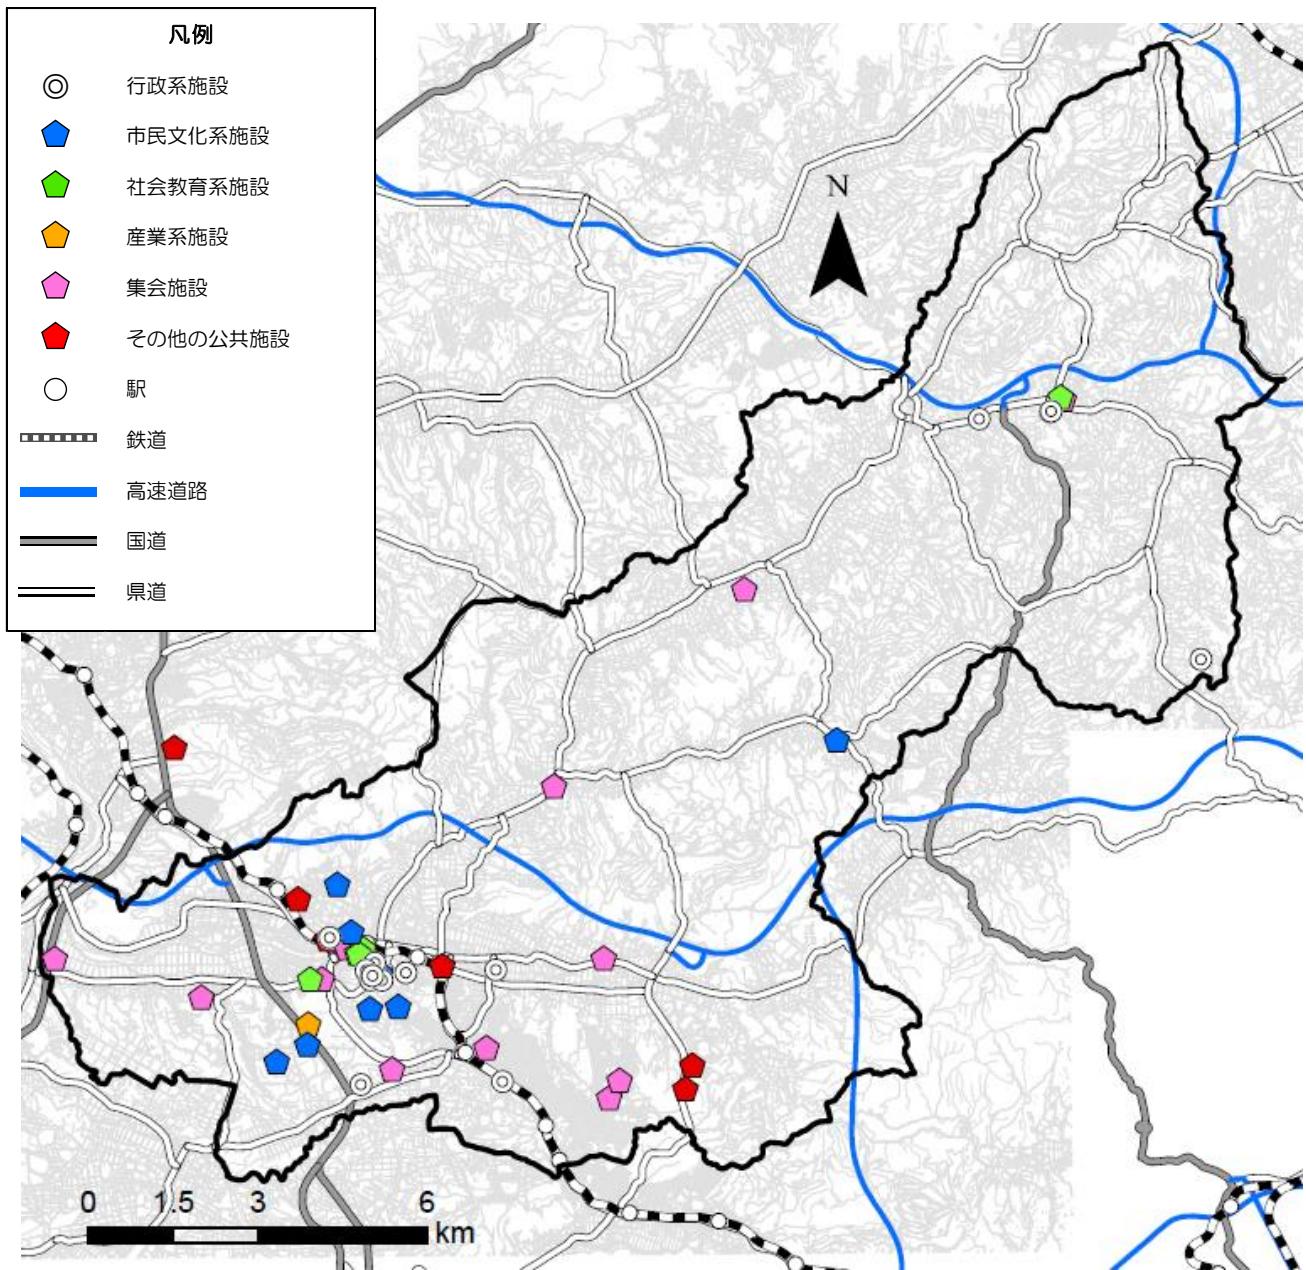 凡例
行政系施設
市民文化系施設
社会教育系施設
産業系施設
集会施設
その他の公共施設
駅
鉄道
高速道路
国道
県道
N
0 1.5 3 6
km